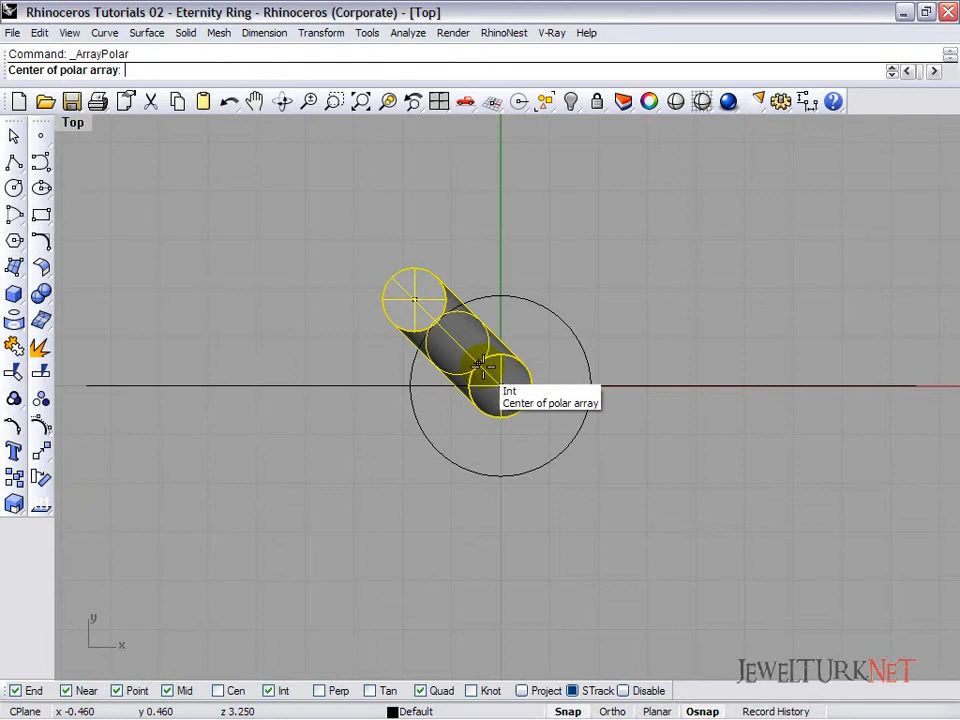 Rhinoceros Tutorials 02 - Eternity Ring - Rhinoceros (Corporate) - [Top]
File Edit View Curve Surface Solid Mesh Dimension Transform Tools Analyze Render RhinoNest V-Ray Help
Command: _ArrayPolar
Center of polar array:
Top
Int
Center of polar array
y
x
JEWELTURKNET
End Near Point Mid Cen Int Perp Tan Quad Knot Project STrack Disable
CPlane x -0.460 y 0.460 z 3.250 Default Snap Ortho Planar Osnap Record History